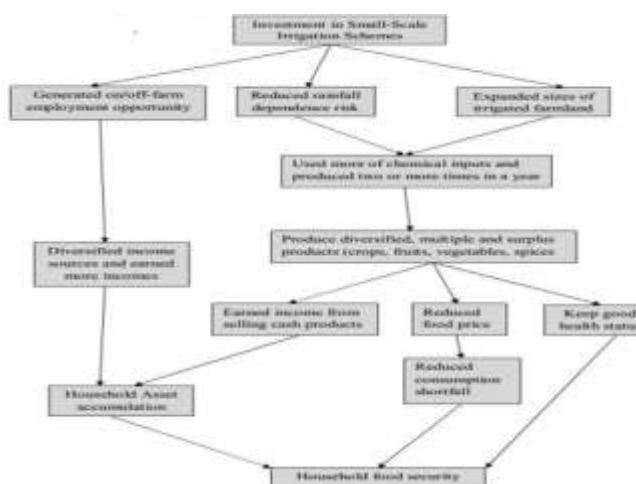 Investment in Small-Scale
Irrigation Schemes
Generated on/off-farm
employment opportunity
Reduced rainfall
dependence risk
Expanded sizes of
irrigated farmland
Used more of chemical inputs and
produced two or more times in a year
Produce diversified, multiple and surplus
products (crops, fruits, vegetables, spices
Diversified income
sources and earned
more incomes
Earned income from
selling cash products
Reduced
food price
Keep good
health status
Reduced
consumption
shortfall
Household Asset
accumulation
Household food security